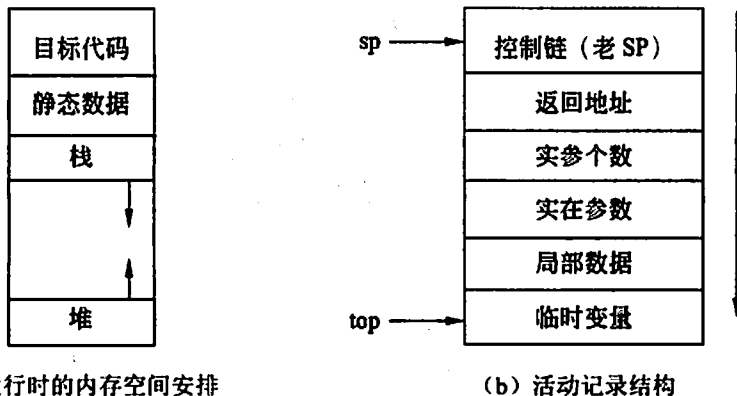 目标代码
静态数据
栈
堆
行时的内存空间安排
sp
控制链（老 SP）
返回地址
实参个数
实在参数
局部数据
top
临时变量
（b）活动记录结构